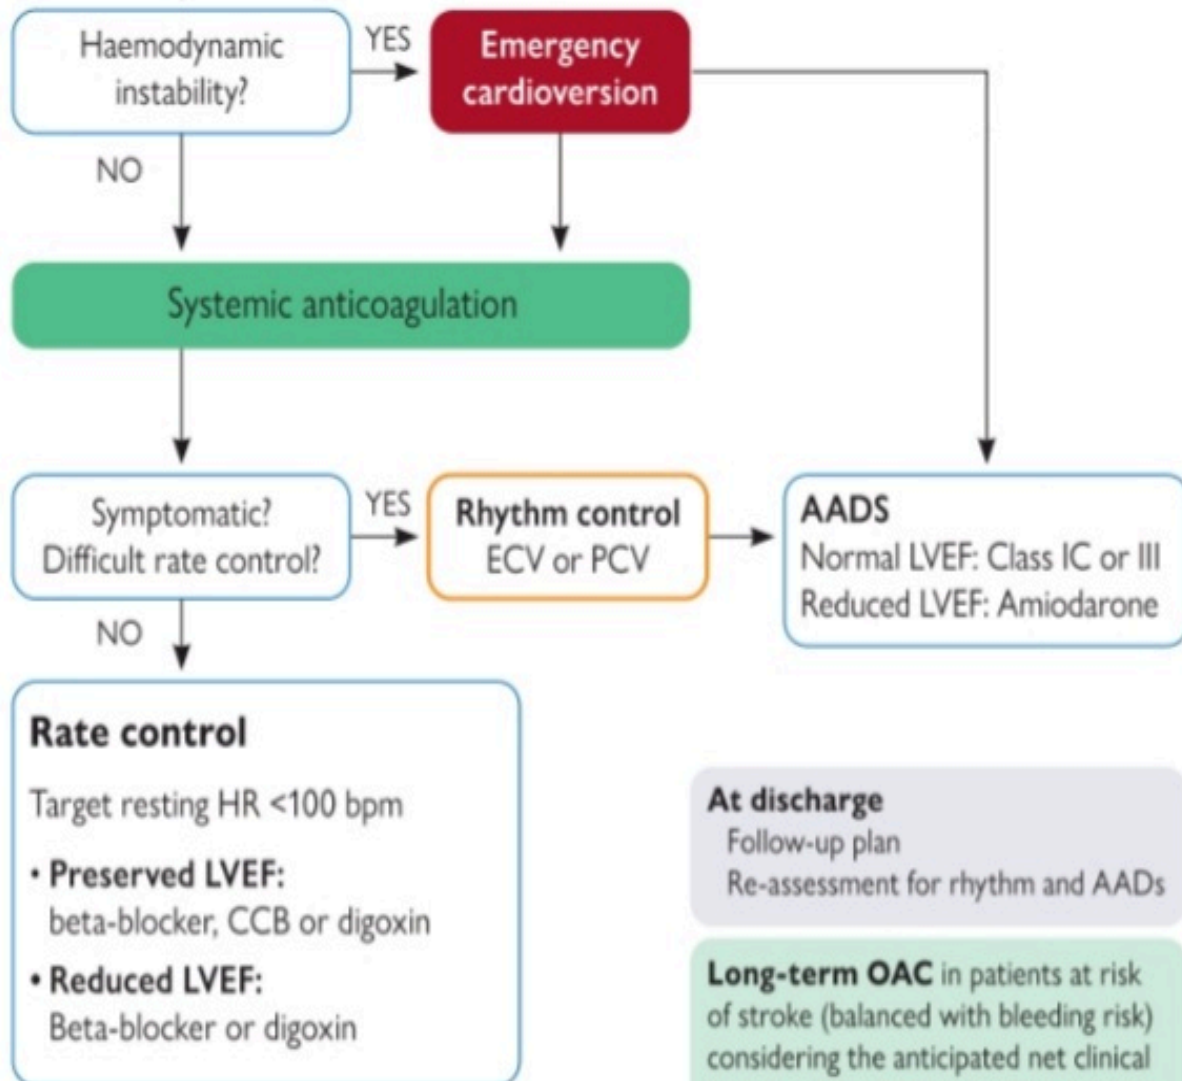 Haemodynamic
instability?
YES
Emergency
cardioversion
NO
Systemic anticoagulation
Symptomatic?
Difficult rate control?
YES
Rhythm control
ECV or PCV
AADS
Normal LVEF: Class IC or III
Reduced LVEF: Amiodarone
NO
Rate control
Target resting HR <100 bpm
• Preserved LVEF:
beta-blocker, CCB or digoxin
• Reduced LVEF:
Beta-blocker or digoxin
At discharge
Follow-up plan
Re-assessment for rhythm and AADs
Long-term OAC in patients at risk
of stroke (balanced with bleeding risk)
considering the anticipated net clinical